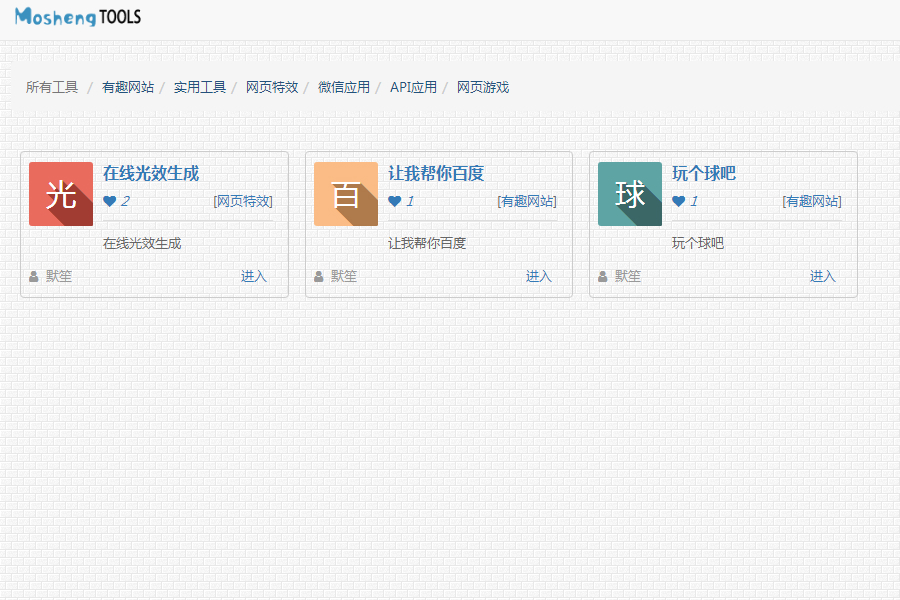 Mosheng TOOLS
所有工具 / 有趣网站 / 实用工具 / 网页特效 / 微信应用 / API应用 / 网页游戏
光
在线光效生成
2 [网页特效]
在线光效生成
默笙 进入
百
让我帮你百度
1 [有趣网站]
让我帮你百度
默笙 进入
球
玩个球吧
1 [有趣网站]
玩个球吧
默笙 进入